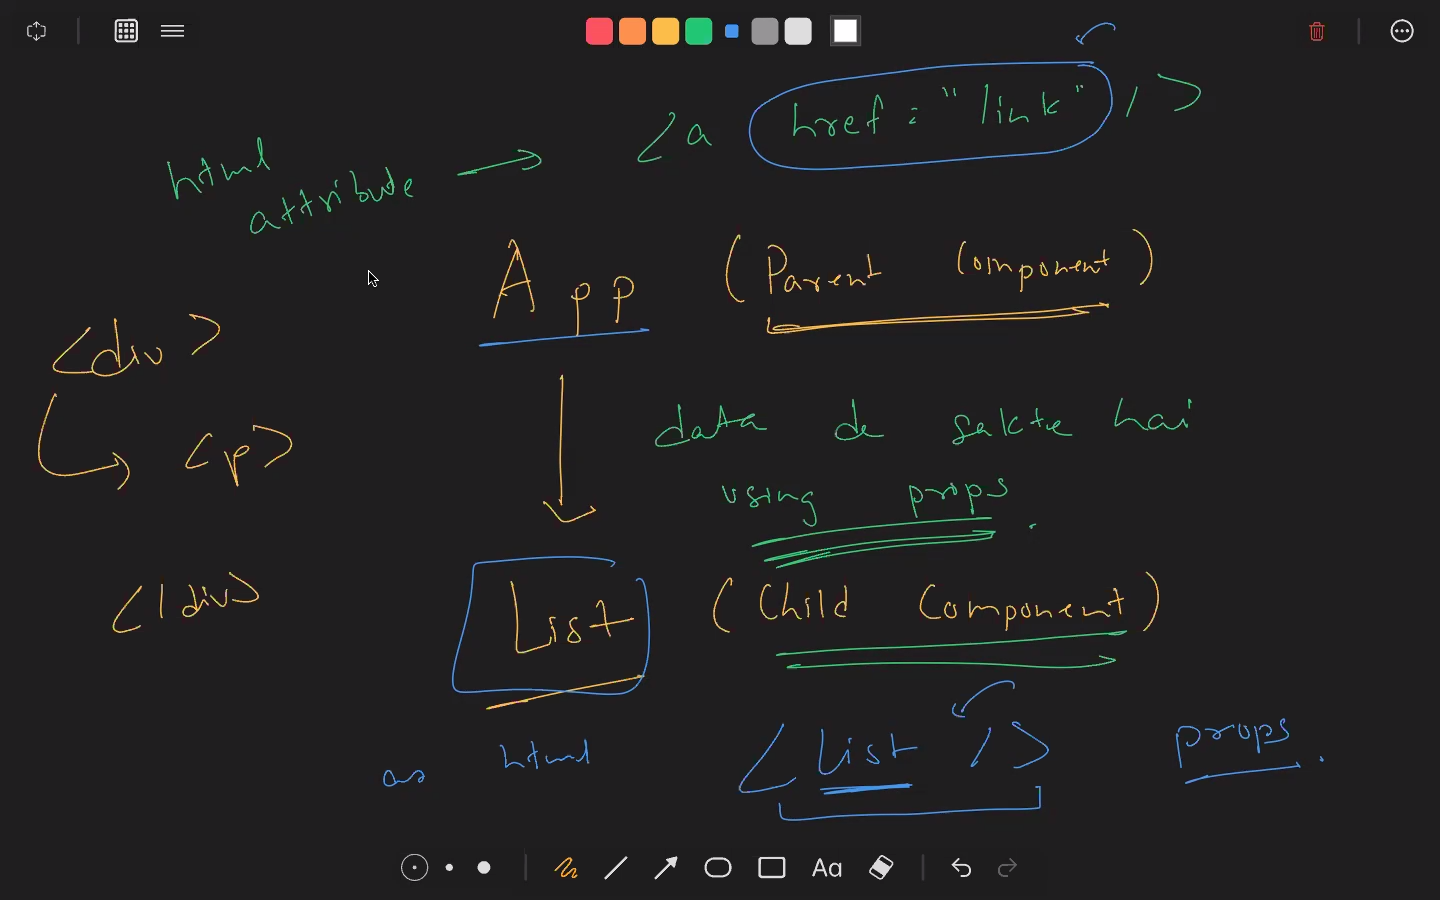 <a href : "link" />
html
attribute
App (Parent Component)
<div>
data de sakte hai
<p>
using props
</div>
List (Child Component)
as html <List /> props.
Aa